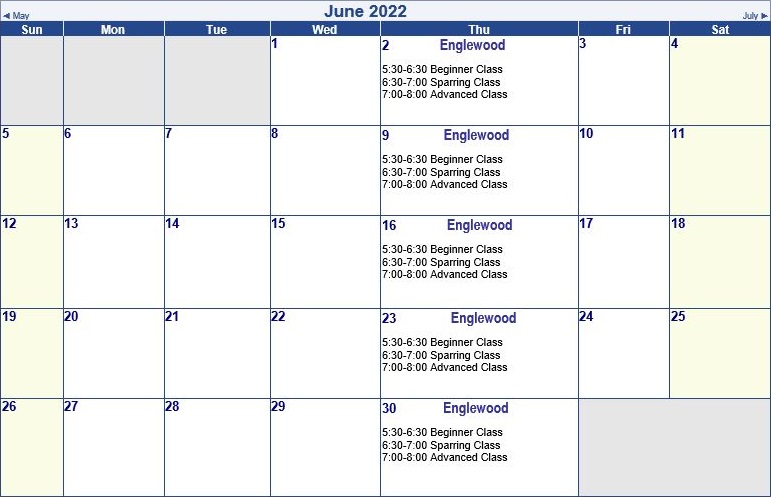 June 2022
◄ May
July ►
Sun Mon Tue Wed Thu Fri Sat
1 2 Englewood 3 4
5:30-6:30 Beginner Class
6:30-7:00 Sparring Class
7:00-8:00 Advanced Class
5 6 7 8 9 Englewood 10 11
5:30-6:30 Beginner Class
6:30-7:00 Sparring Class
7:00-8:00 Advanced Class
12 13 14 15 16 Englewood 17 18
5:30-6:30 Beginner Class
6:30-7:00 Sparring Class
7:00-8:00 Advanced Class
19 20 21 22 23 Englewood 24 25
5:30-6:30 Beginner Class
6:30-7:00 Sparring Class
7:00-8:00 Advanced Class
26 27 28 29 30 Englewood
5:30-6:30 Beginner Class
6:30-7:00 Sparring Class
7:00-8:00 Advanced Class